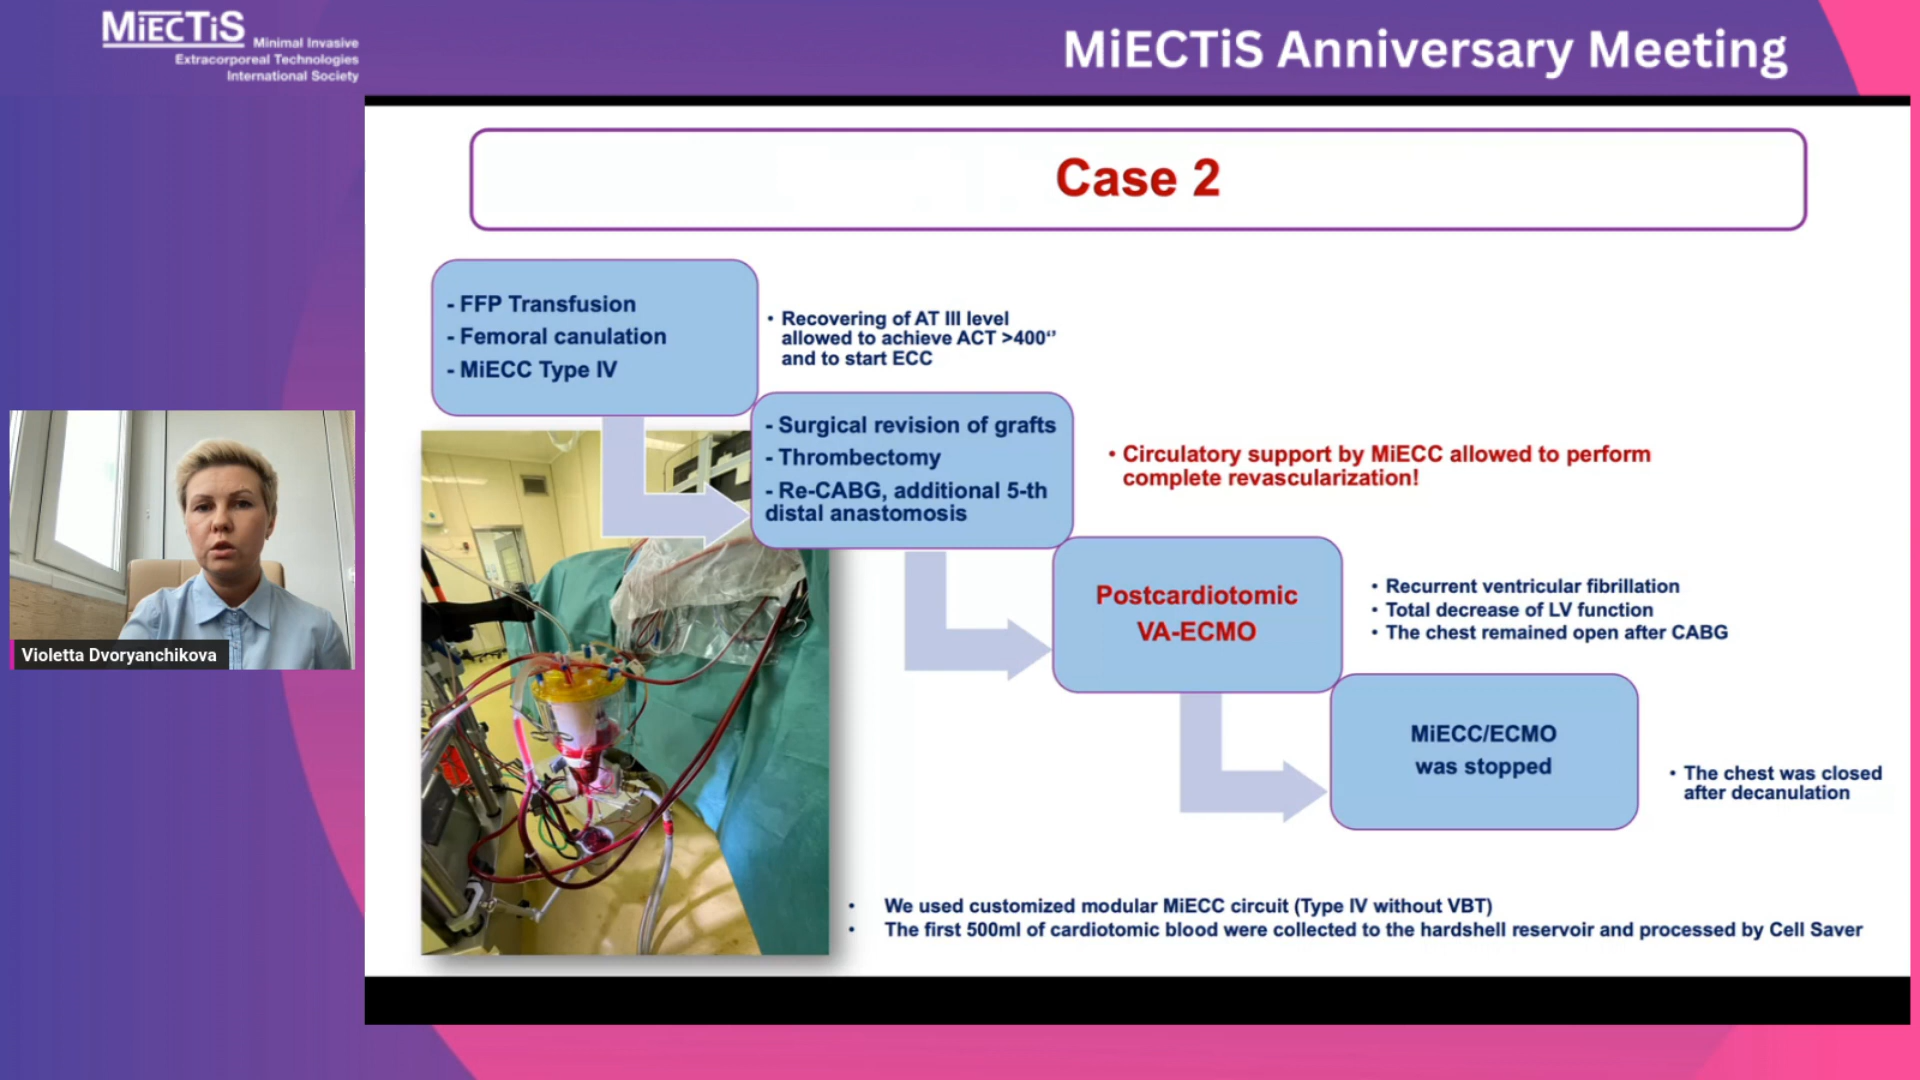 MiECTiS
Minimal Invasive
Extracorporeal Technologies
International Society
MiECTiS Anniversary Meeting
Case 2
- FFP Transfusion
- Femoral canulation
- MiECC Type IV
• Recovering of AT III level
allowed to achieve ACT >400‘’
and to start ECC
- Surgical revision of grafts
- Thrombectomy
- Re-CABG, additional 5-th
distal anastomosis
• Circulatory support by MiECC allowed to perform
complete revascularization!
Postcardiotomic
VA-ECMO
• Recurrent ventricular fibrillation
• Total decrease of LV function
• The chest remained open after CABG
MiECC/ECMO
was stopped
• The chest was closed
after decanulation
Violetta Dvoryanchikova
• We used customized modular MiECC circuit (Type IV without VBT)
• The first 500ml of cardiotomic blood were collected to the hardshell reservoir and processed by Cell Saver